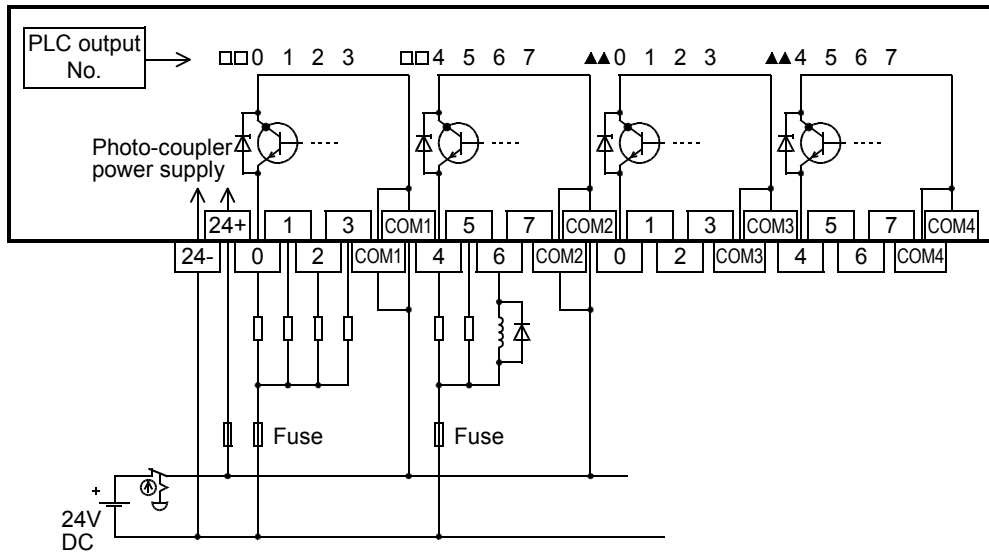 PLC output
No.
□□0 1 2 3
□□4 5 6 7
▲▲0 1 2 3
▲▲4 5 6 7
Photo-coupler
power supply
24+ 1 3 COM1 5 7 COM2 1 3 COM3 5 7 COM4
24- 0 2 COM1 4 6 COM2 0 2 COM3 4 6 COM4
Fuse
Fuse
+
24V
DC